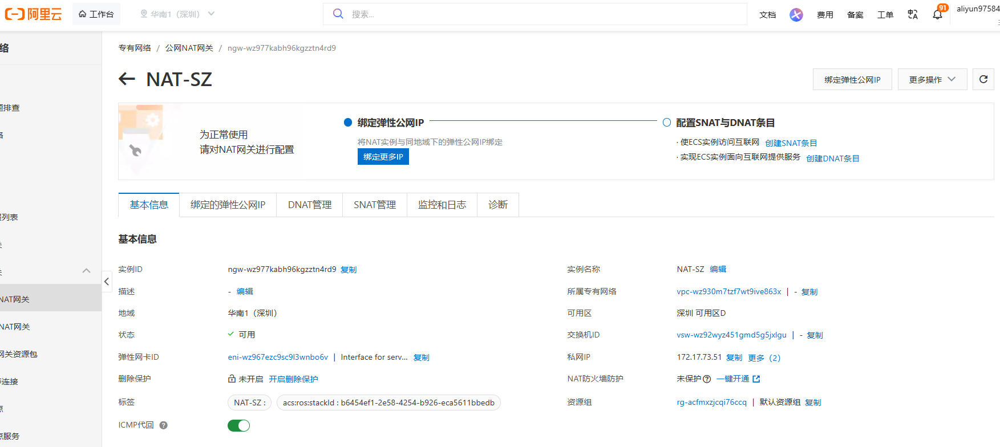 阿里云
工作台
华南1（深圳）
搜索...
文档
费用
备案
工单
91
aliyun97584
络
专有网络 / 公网NAT网关 / ngw-wz977kabh96kgzztn4rd9
NAT-SZ
绑定弹性公网IP
更多操作
题排查
为正常使用
请对NAT网关进行配置
绑定弹性公网IP
将NAT实例与同地域下的弹性公网IP绑定
绑定更多IP
配置SNAT与DNAT条目
· 使ECS实例访问互联网 创建SNAT条目
· 实现ECS实例面向互联网提供服务 创建DNAT条目
基本信息
绑定的弹性公网IP
DNAT管理
SNAT管理
监控和日志
诊断
列表
NAT网关
NAT网关
网关资源包
连接
服务
基本信息
实例ID ngw-wz977kabh96kgzztn4rd9 复制
实例名称 NAT-SZ 编辑
描述 - 编辑
所属专有网络 vpc-wz930m7tzf7wt9ive863x | - 复制
地域 华南1（深圳）
可用区 深圳 可用区D
状态 可用
交换机ID vsw-wz92wyz451gmd5g5jxlgu | - 复制
弹性网卡ID eni-wz967ezc9sc9l3wnbo6v | Interface for serv... 复制
私网IP 172.17.73.51 复制 更多（2）
删除保护 未开启 开启删除保护
NAT防火墙防护 未保护 一键开通
标签 NAT-SZ : acs:ros:stackId : b6454ef1-2e58-4254-b926-eca5611bbedb
资源组 rg-acfmxzjcqi76ccq | 默认资源组 复制
ICMP代回